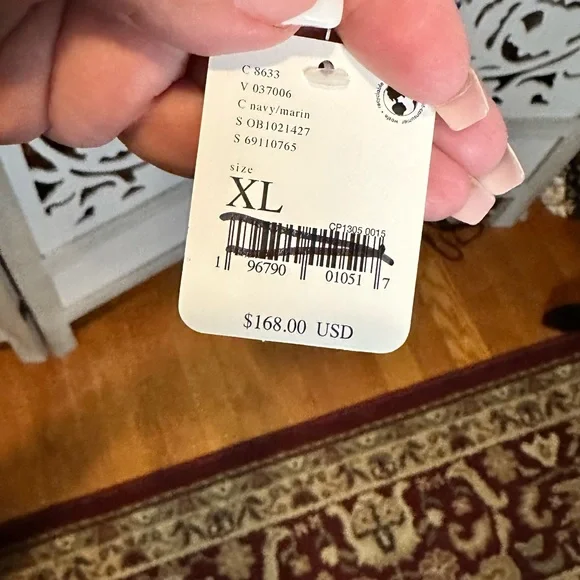 C 8633
V 037006
C navy/marin
S OB1021427
S 69110765
size
XL
CP1305 0015
1 96790 01051 7
$168.00 USD